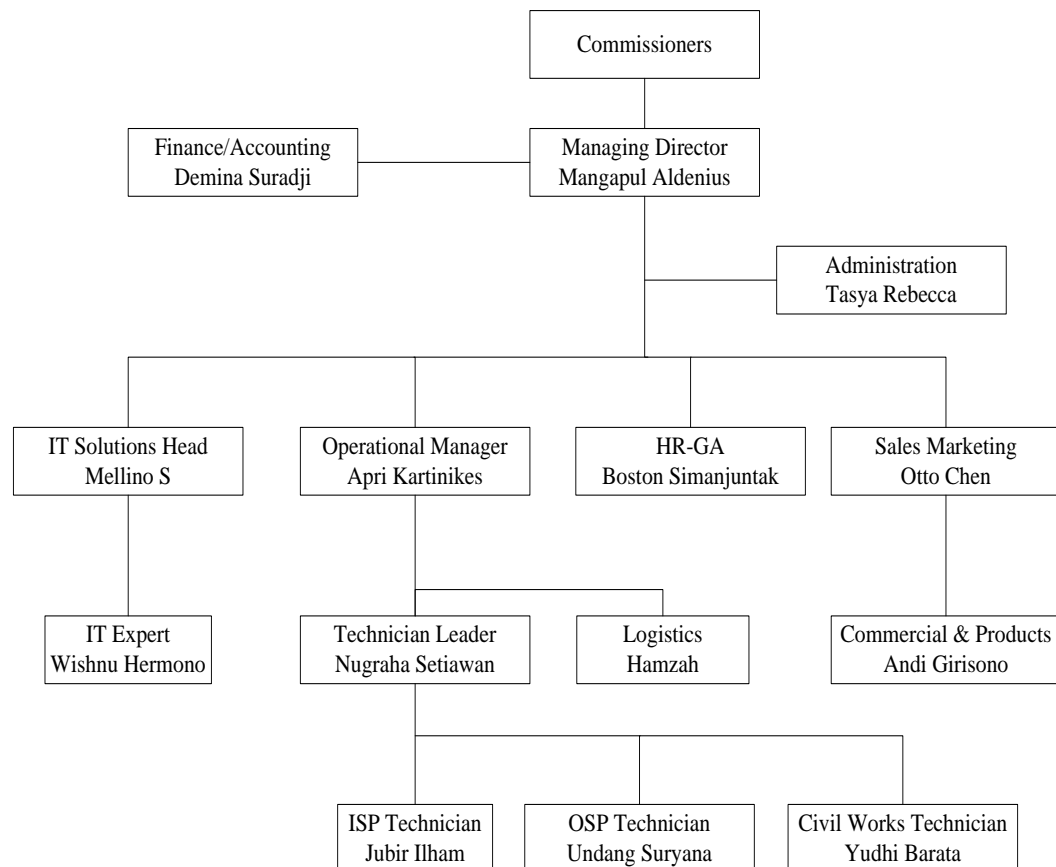 Commissioners
Finance/Accounting
Demina Suradji
Managing Director
Mangapul Aldenius
Administration
Tasya Rebecca
IT Solutions Head
Mellino S
Operational Manager
Apri Kartinikes
HR-GA
Boston Simanjuntak
Sales Marketing
Otto Chen
IT Expert
Wishnu Hermono
Technician Leader
Nugraha Setiawan
Logistics
Hamzah
Commercial & Products
Andi Girisono
ISP Technician
Jubir Ilham
OSP Technician
Undang Suryana
Civil Works Technician
Yudhi Barata